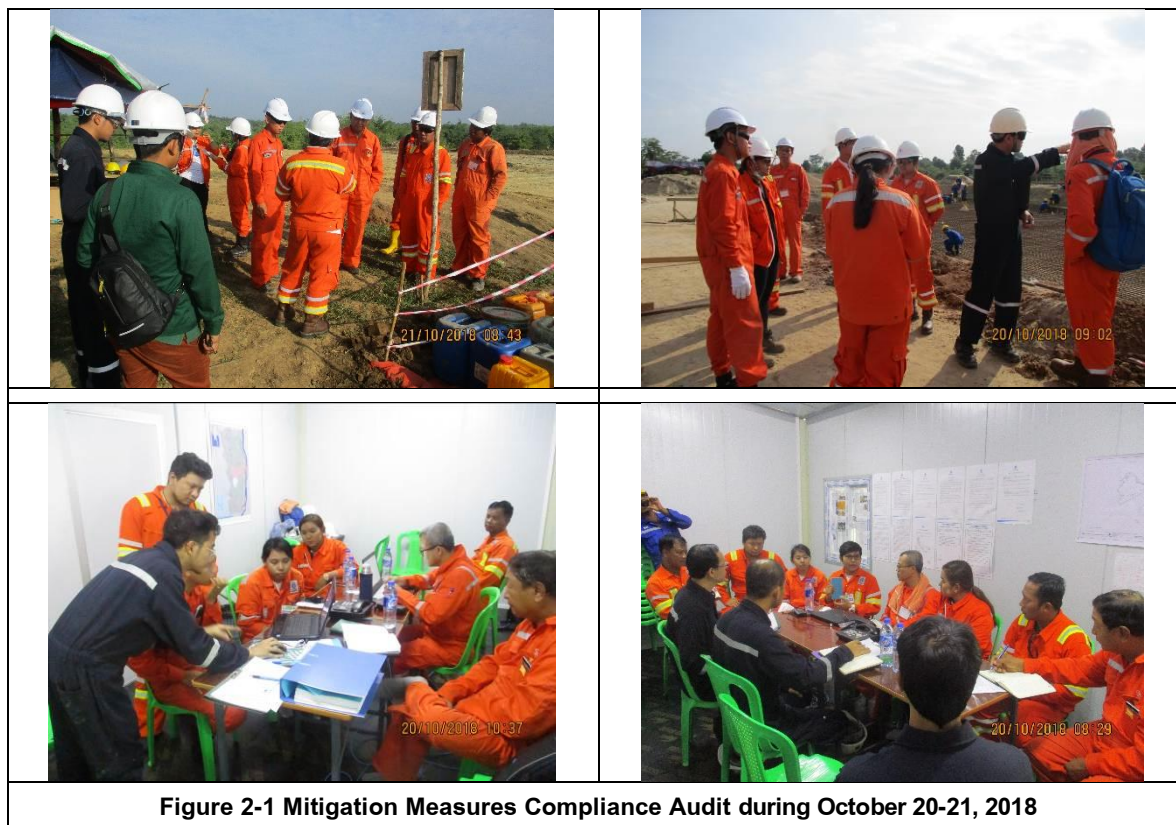 21/10/2018 08:43
20/10/2018 09:02
20/10/2018 10:37
20/10/2018 08:29
Figure 2-1 Mitigation Measures Compliance Audit during October 20-21, 2018